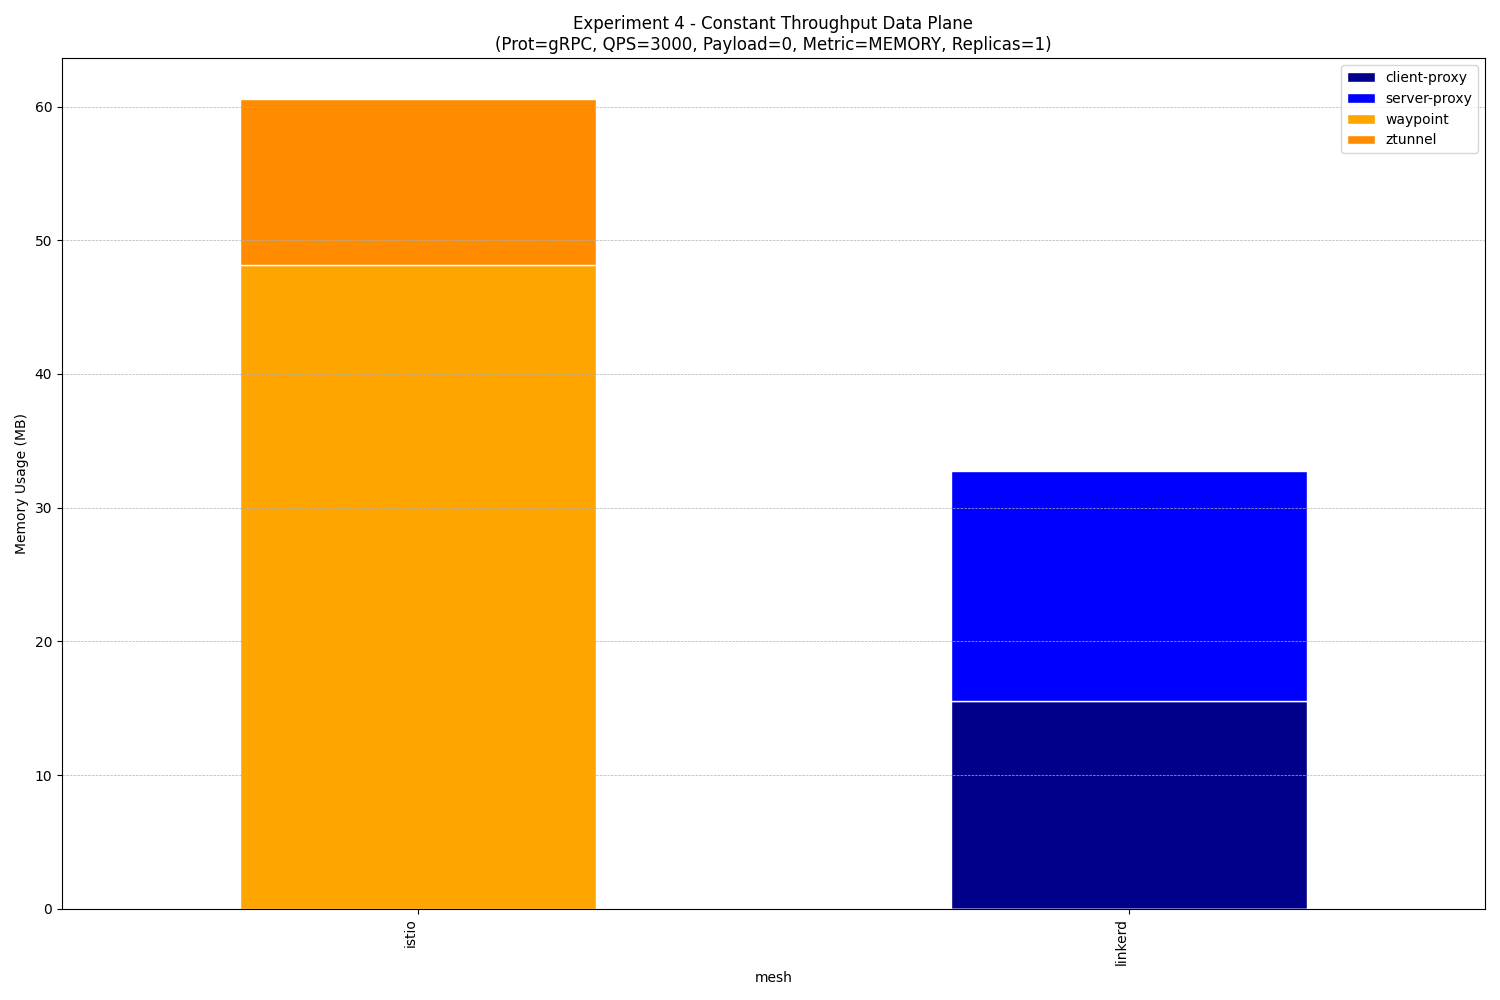 Experiment 4 - Constant Throughput Data Plane
(Prot=gRPC, QPS=3000, Payload=0, Metric=MEMORY, Replicas=1)
client-proxy
server-proxy
waypoint
ztunnel
Memory Usage (MB)
60
50
40
30
20
10
0
istio
linkerd
mesh